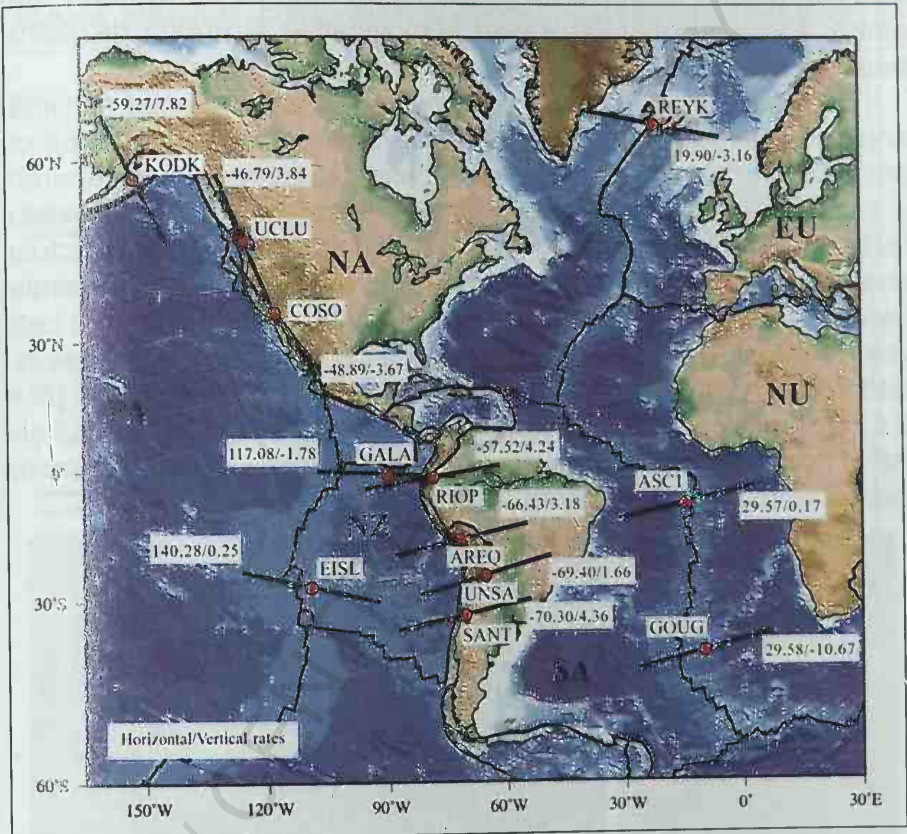 -59.27/7.82
REYK
60°N
KODK
-46.79/3.84
19.90/-3.16
UCLU
EU
NA
COSO
30°N
-48.89/-3.67
NU
117.08/-1.78
GALA
-57.52/4.24
0°
RIOP
ASC1
-66.43/3.18
29.57/0.17
NZ
140.28/0.25
EISL
AREQ
-69.40/1.66
UNSA
30°S
-70.30/4.36
GOUG
SANT
29.58/-10.67
SA
Horizontal/Vertical rates
60°S
150°W
120°W
90°W
60°W
30°W
0°
30°E